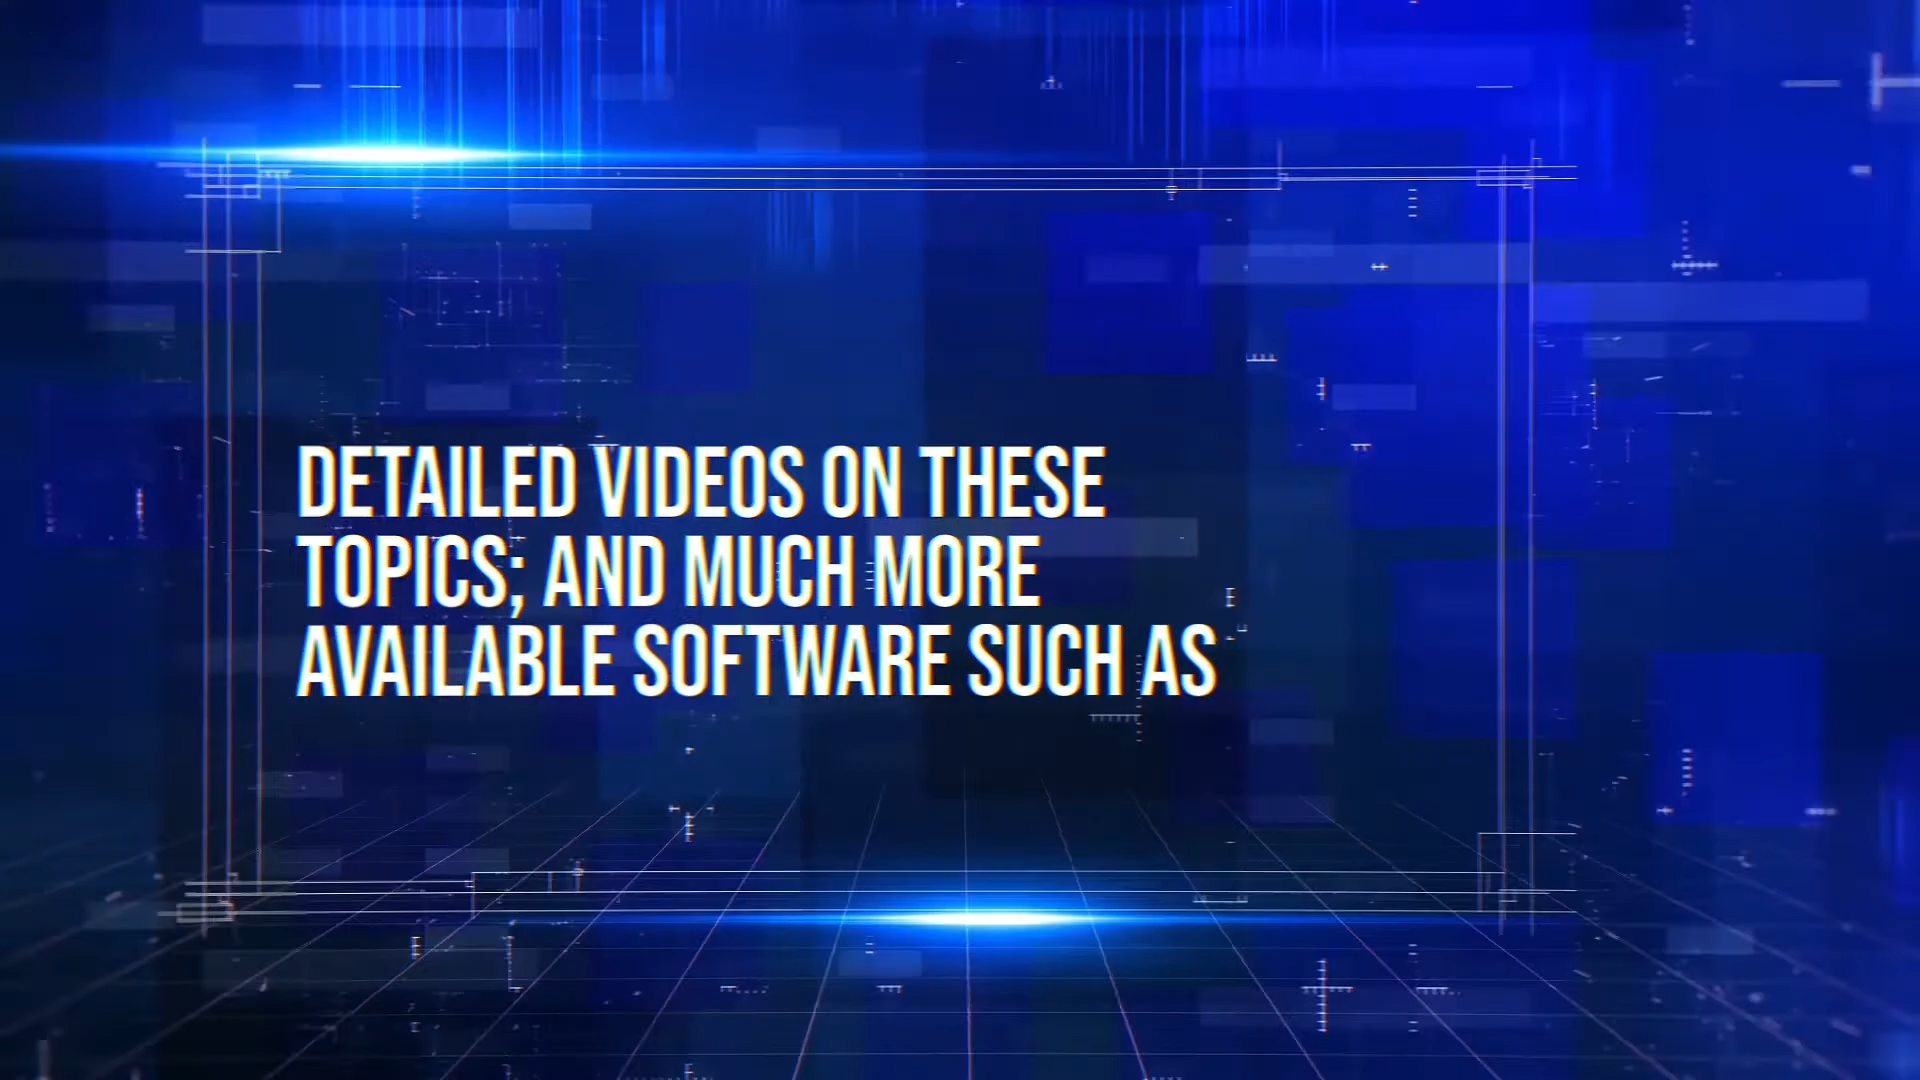 DETAILED VIDEOS ON THESE
TOPICS; AND MUCH MORE
AVAILABLE SOFTWARE SUCH AS